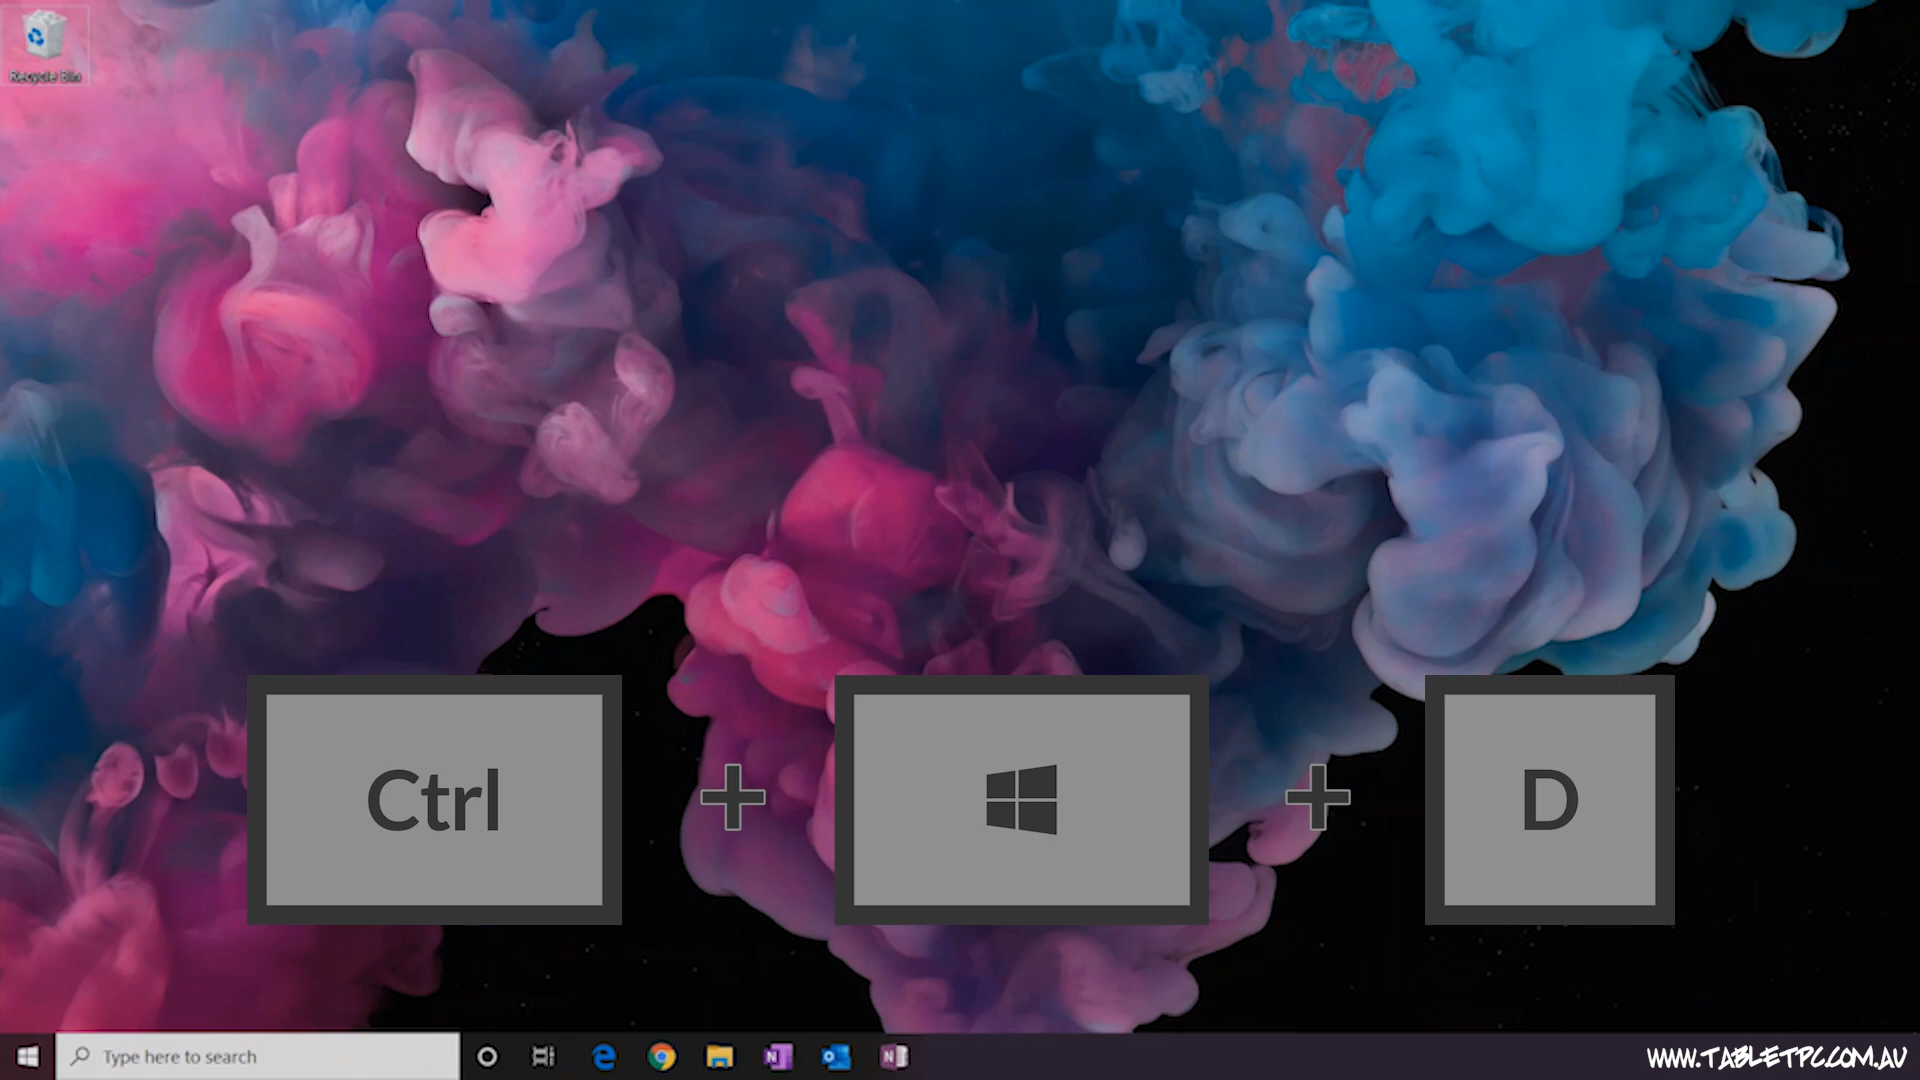 Recycle Bin
Ctrl + + D
Type here to search
WWW.TABLETPC.COM.AU